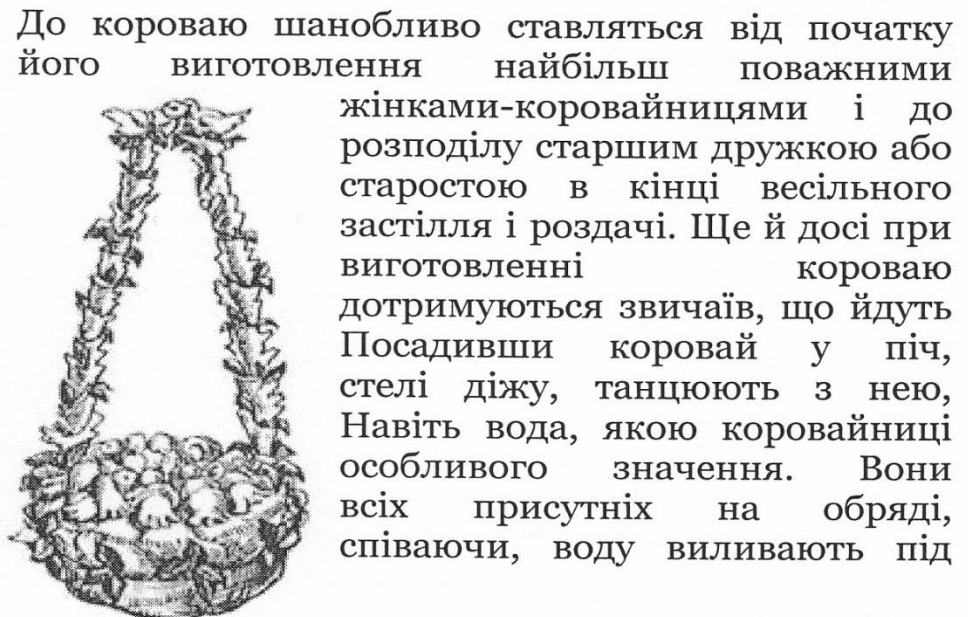 До короваю шанобливо ставляться від початку
його виготовлення найбільш поважними
жінками-коровайницями і до
розподілу старшим дружкою або
старостою в кінці весільного
застілля і роздачі. Ще й досі при
виготовленні короваю
дотримуються звичаїв, що йдуть
Посадивши коровай у піч,
стелі діжу, танцюють з нею,
Навіть вода, якою коровайниці
особливого значення. Вони
всіх присутніх на обряді,
співаючи, воду виливають під